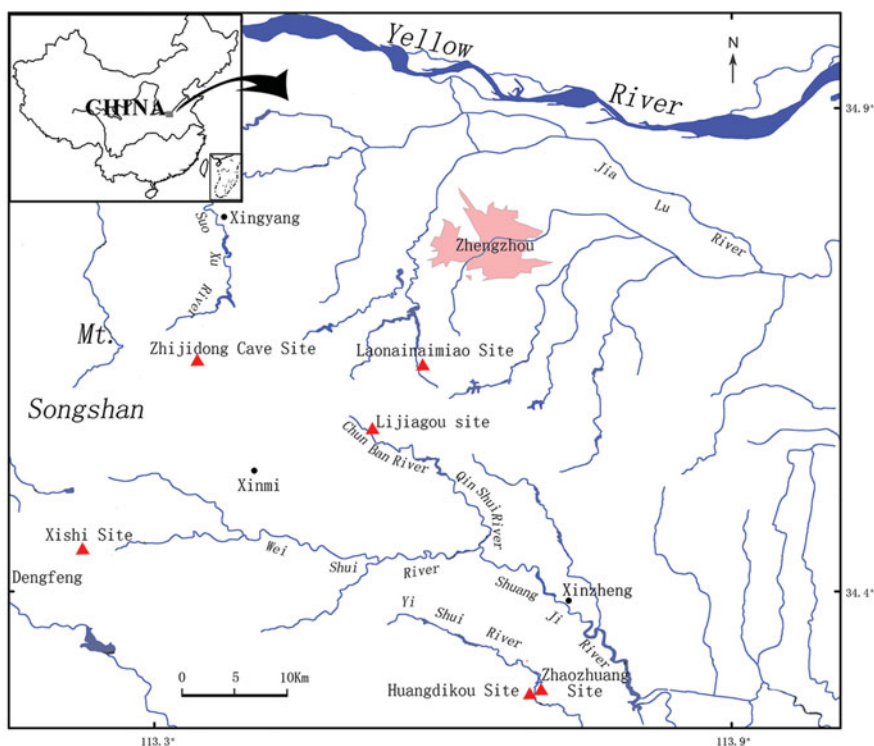 Yellow
River
N
CHINA
34.9°
Jia
Lu
River
Suo
Xu
River
Xingyang
Zhengzhou
Mt.
Songshan
Zhijidong Cave Site
Laonainaimiao Site
Lijiagou site
Chun Ban River
Qin Shui River
Xinmi
Xishi Site
Dengfeng
Wei
Shui
River
Shuang
Ji
River
Xinzheng
34.4°
Yi
Shui
River
Zhaozhuang
Site
Huangdikou Site
0 5 10Km
113.3° 113.9°